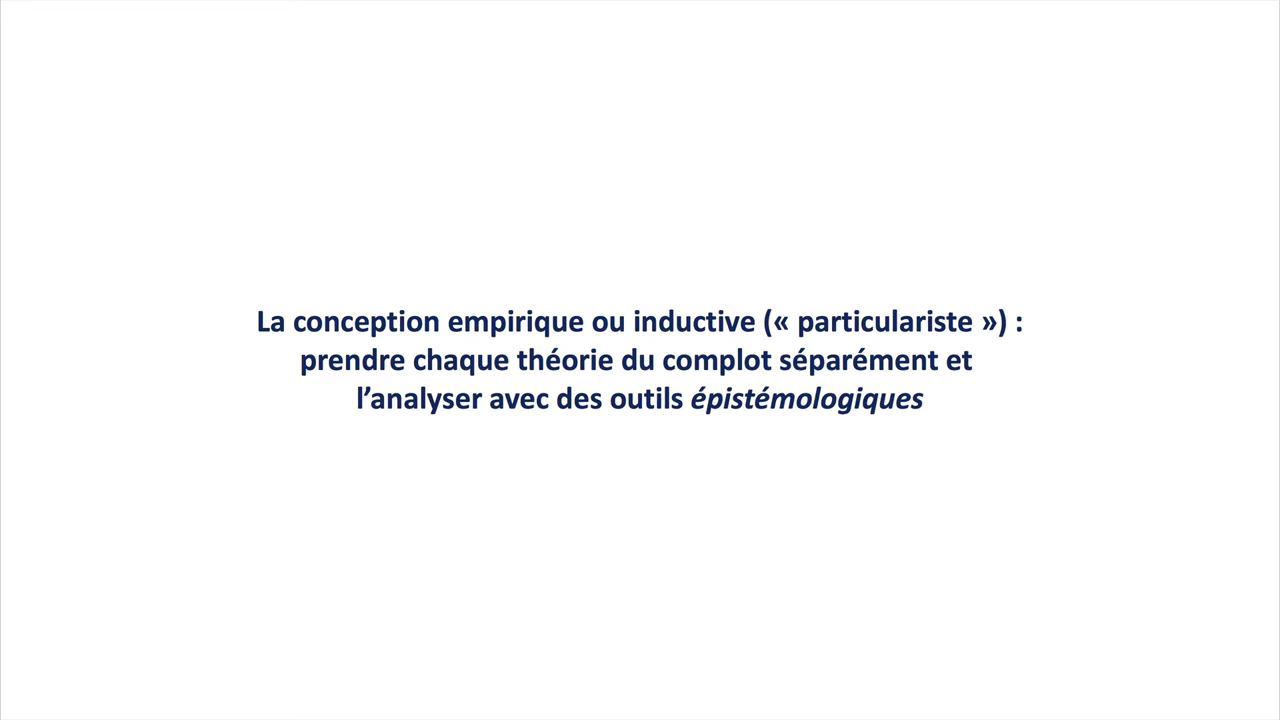 La conception empirique ou inductive (« particulariste ») :
prendre chaque théorie du complot séparément et
l’analyser avec des outils épistémologiques